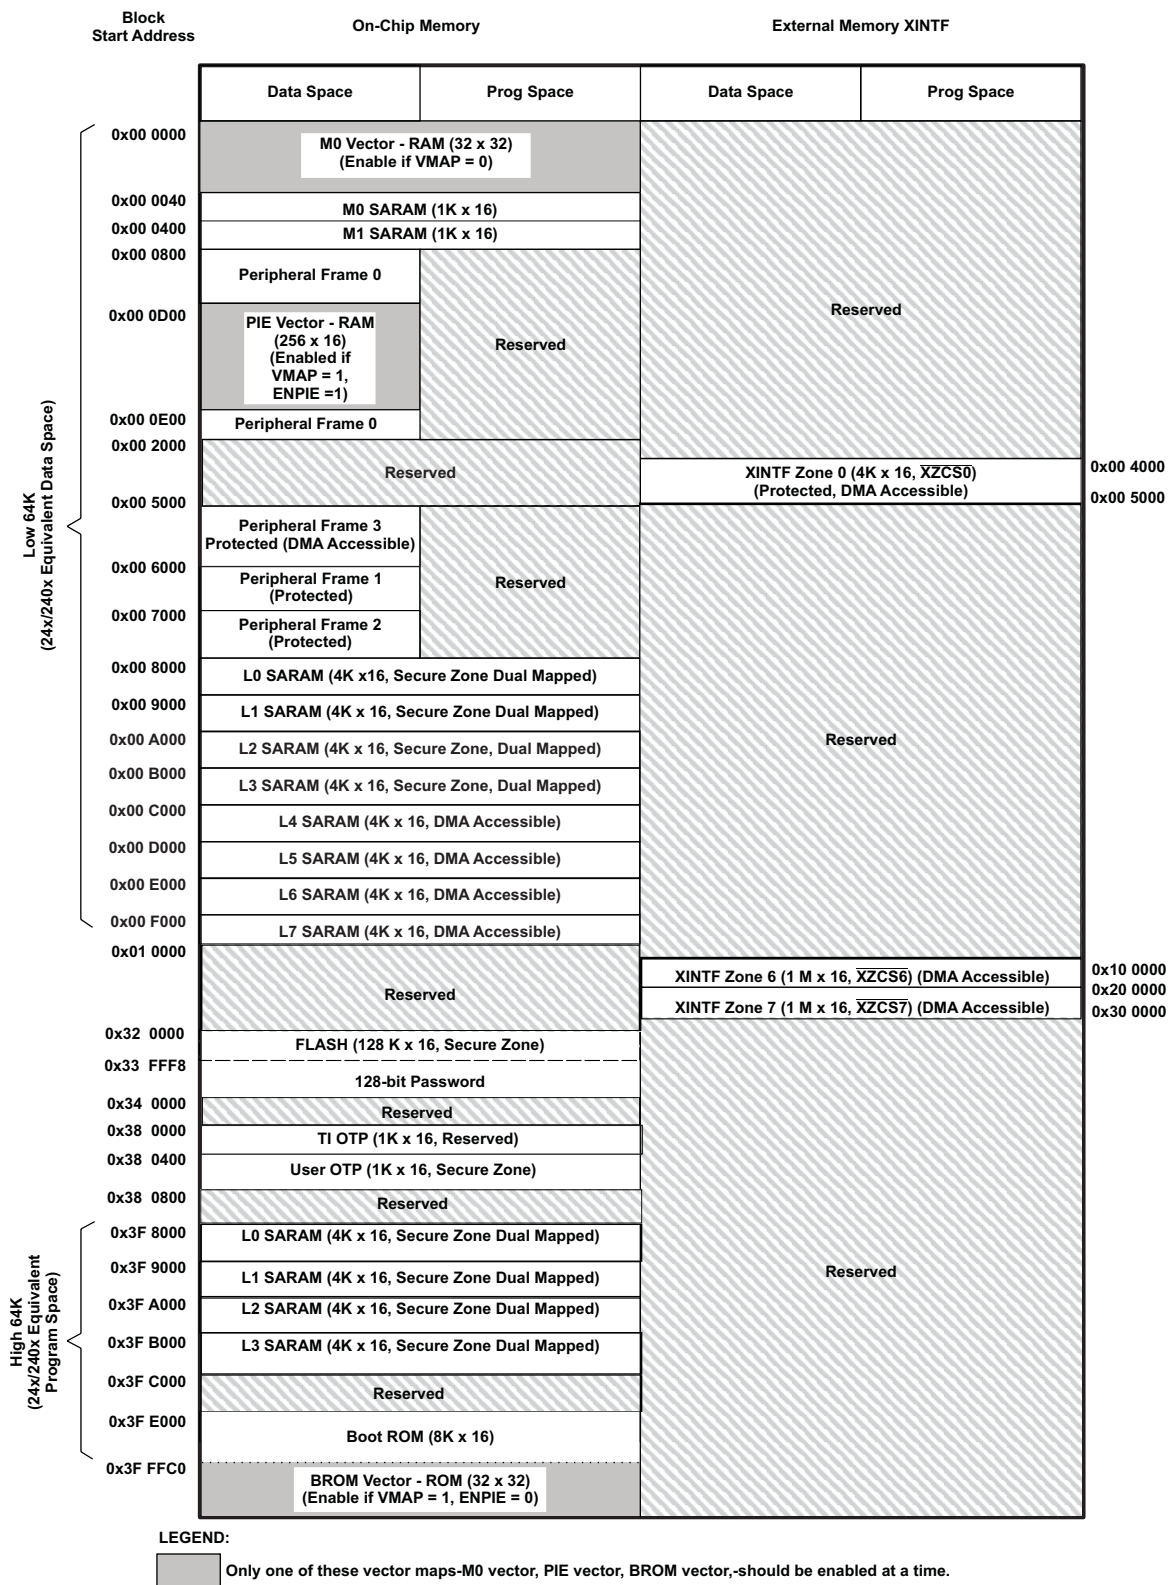 Block
Start Address
On-Chip Memory
External Memory XINTF
Data Space
Prog Space
Data Space
Prog Space
0x00 0000
M0 Vector - RAM (32 x 32)
(Enable if VMAP = 0)
0x00 0040
M0 SARAM (1K x 16)
0x00 0400
M1 SARAM (1K x 16)
0x00 0800
Peripheral Frame 0
Reserved
0x00 0D00
PIE Vector - RAM
(256 x 16)
(Enabled if
VMAP = 1,
ENPIE =1)
Reserved
0x00 0E00
Peripheral Frame 0
0x00 2000
Reserved
XINTF Zone 0 (4K x 16, XZCS0)
(Protected, DMA Accessible)
0x00 4000
0x00 5000
0x00 5000
Peripheral Frame 3
Protected (DMA Accessible)
0x00 6000
Peripheral Frame 1
(Protected)
Reserved
0x00 7000
Peripheral Frame 2
(Protected)
Low 64K
(24x/240x Equivalent Data Space)
0x00 8000
L0 SARAM (4K x16, Secure Zone Dual Mapped)
0x00 9000
L1 SARAM (4K x 16, Secure Zone Dual Mapped)
0x00 A000
L2 SARAM (4K x 16, Secure Zone, Dual Mapped)
Reserved
0x00 B000
L3 SARAM (4K x 16, Secure Zone, Dual Mapped)
0x00 C000
L4 SARAM (4K x 16, DMA Accessible)
0x00 D000
L5 SARAM (4K x 16, DMA Accessible)
0x00 E000
L6 SARAM (4K x 16, DMA Accessible)
0x00 F000
L7 SARAM (4K x 16, DMA Accessible)
0x01 0000
Reserved
XINTF Zone 6 (1 M x 16, XZCS6) (DMA Accessible)
0x10 0000
0x20 0000
XINTF Zone 7 (1 M x 16, XZCS7) (DMA Accessible)
0x30 0000
0x32 0000
FLASH (128 K x 16, Secure Zone)
0x33 FFF8
128-bit Password
0x34 0000
Reserved
0x38 0000
TI OTP (1K x 16, Reserved)
0x38 0400
User OTP (1K x 16, Secure Zone)
0x38 0800
Reserved
0x3F 8000
L0 SARAM (4K x 16, Secure Zone Dual Mapped)
0x3F 9000
L1 SARAM (4K x 16, Secure Zone Dual Mapped)
Reserved
0x3F A000
L2 SARAM (4K x 16, Secure Zone Dual Mapped)
High 64K
(24x/240x Equivalent
Program Space)
0x3F B000
L3 SARAM (4K x 16, Secure Zone Dual Mapped)
0x3F C000
Reserved
0x3F E000
Boot ROM (8K x 16)
0x3F FFC0
BROM Vector - ROM (32 x 32)
(Enable if VMAP = 1, ENPIE = 0)
LEGEND:
Only one of these vector maps-M0 vector, PIE vector, BROM vector,-should be enabled at a time.